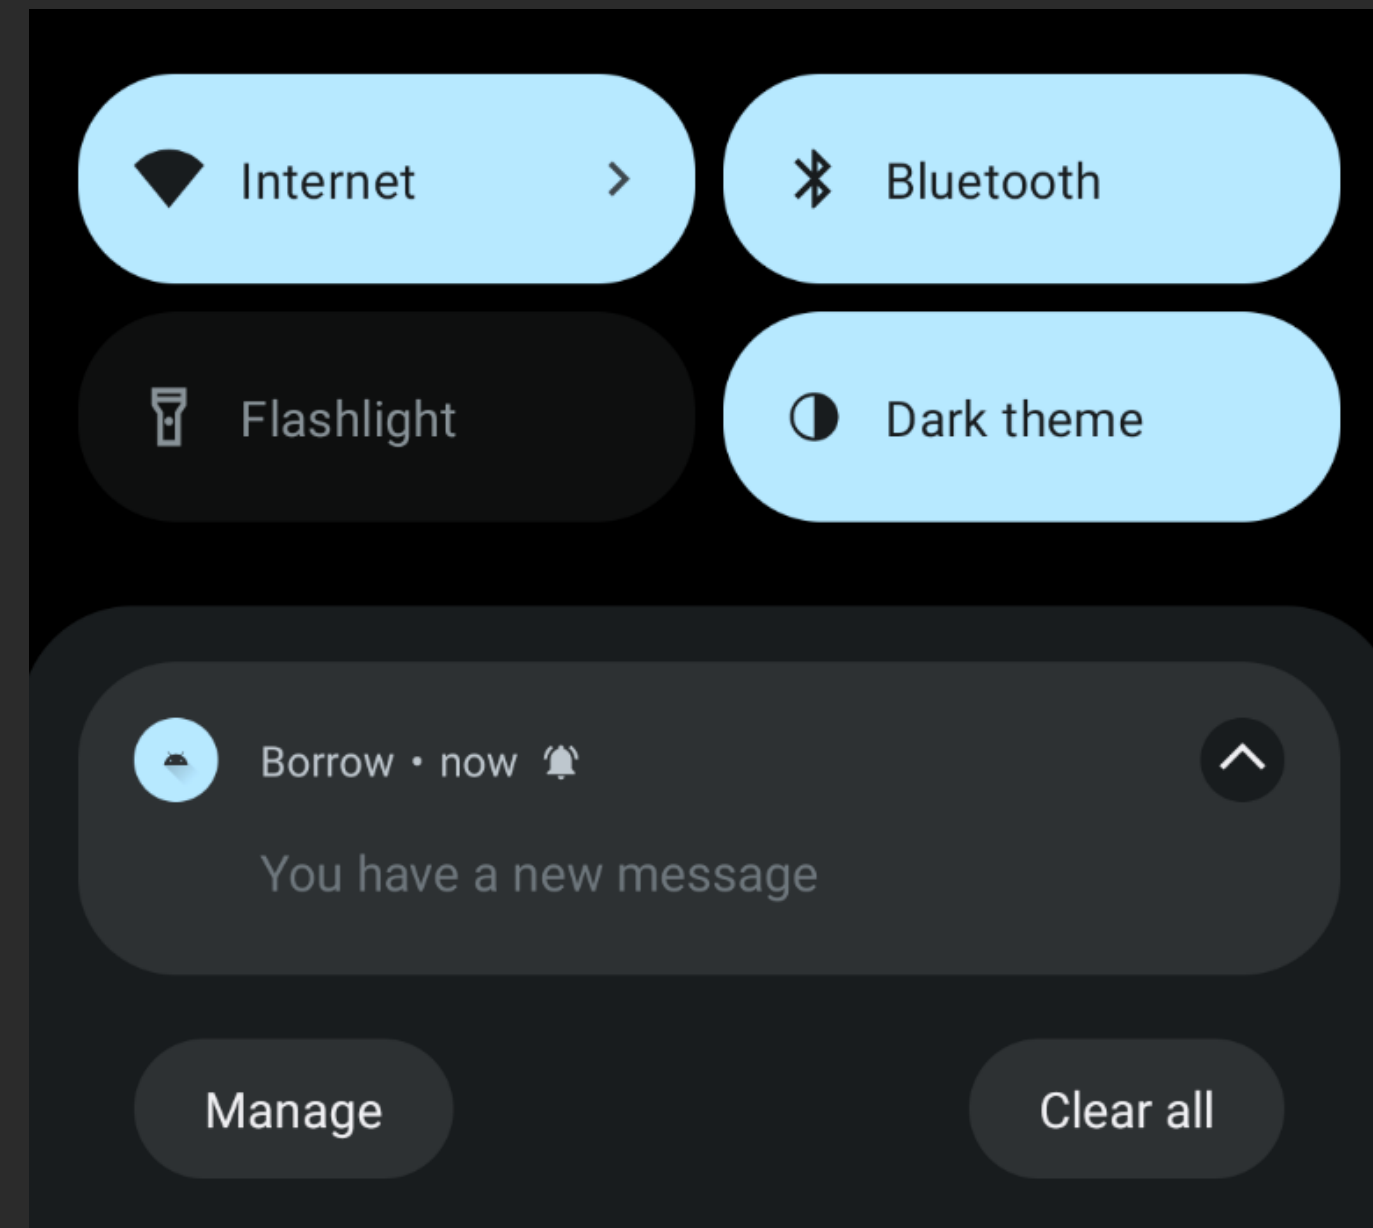 Internet
Bluetooth
Flashlight
Dark theme
Borrow • now
You have a new message
Manage
Clear all